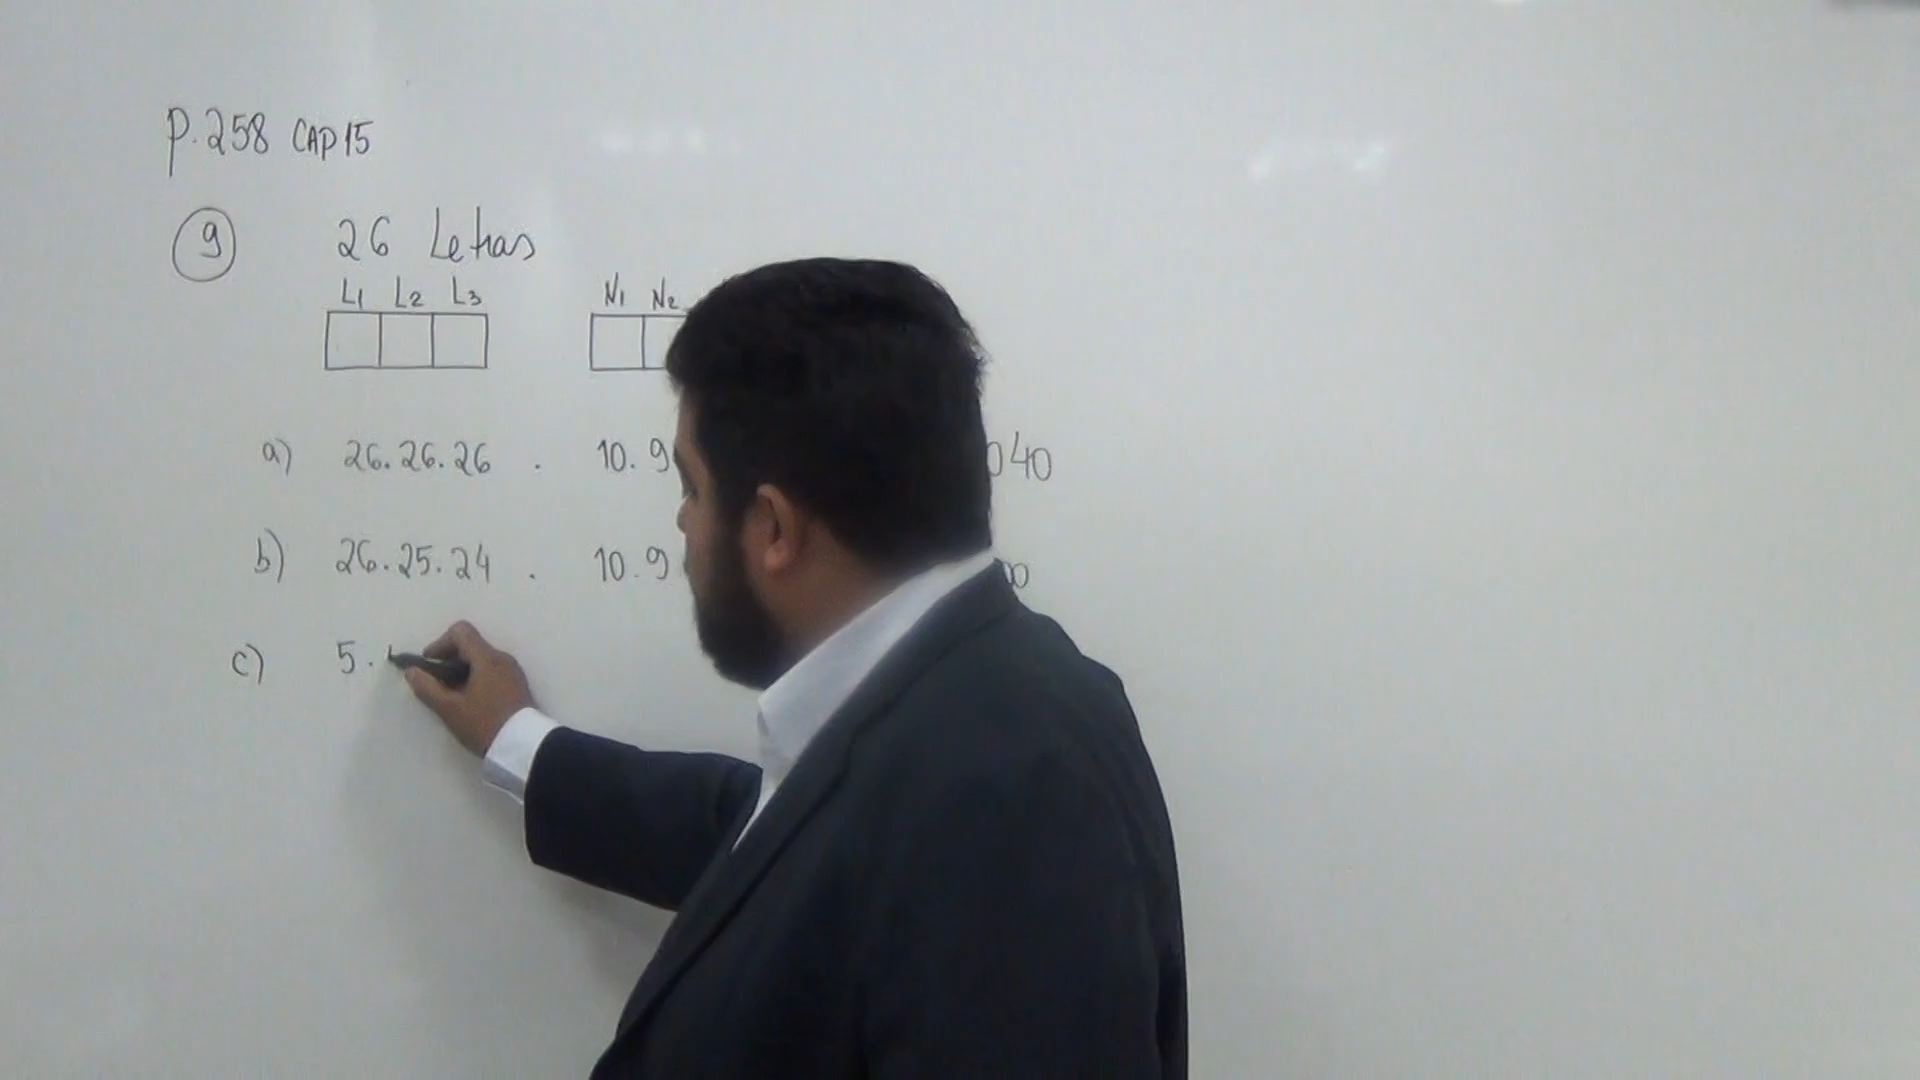 P.258 CAP 15
9 26 Letras
L1 L2 L3 N1 N2
a) 26.26.26 . 10.9 040
b) 26.25.24 . 10.9 00
c) 5.